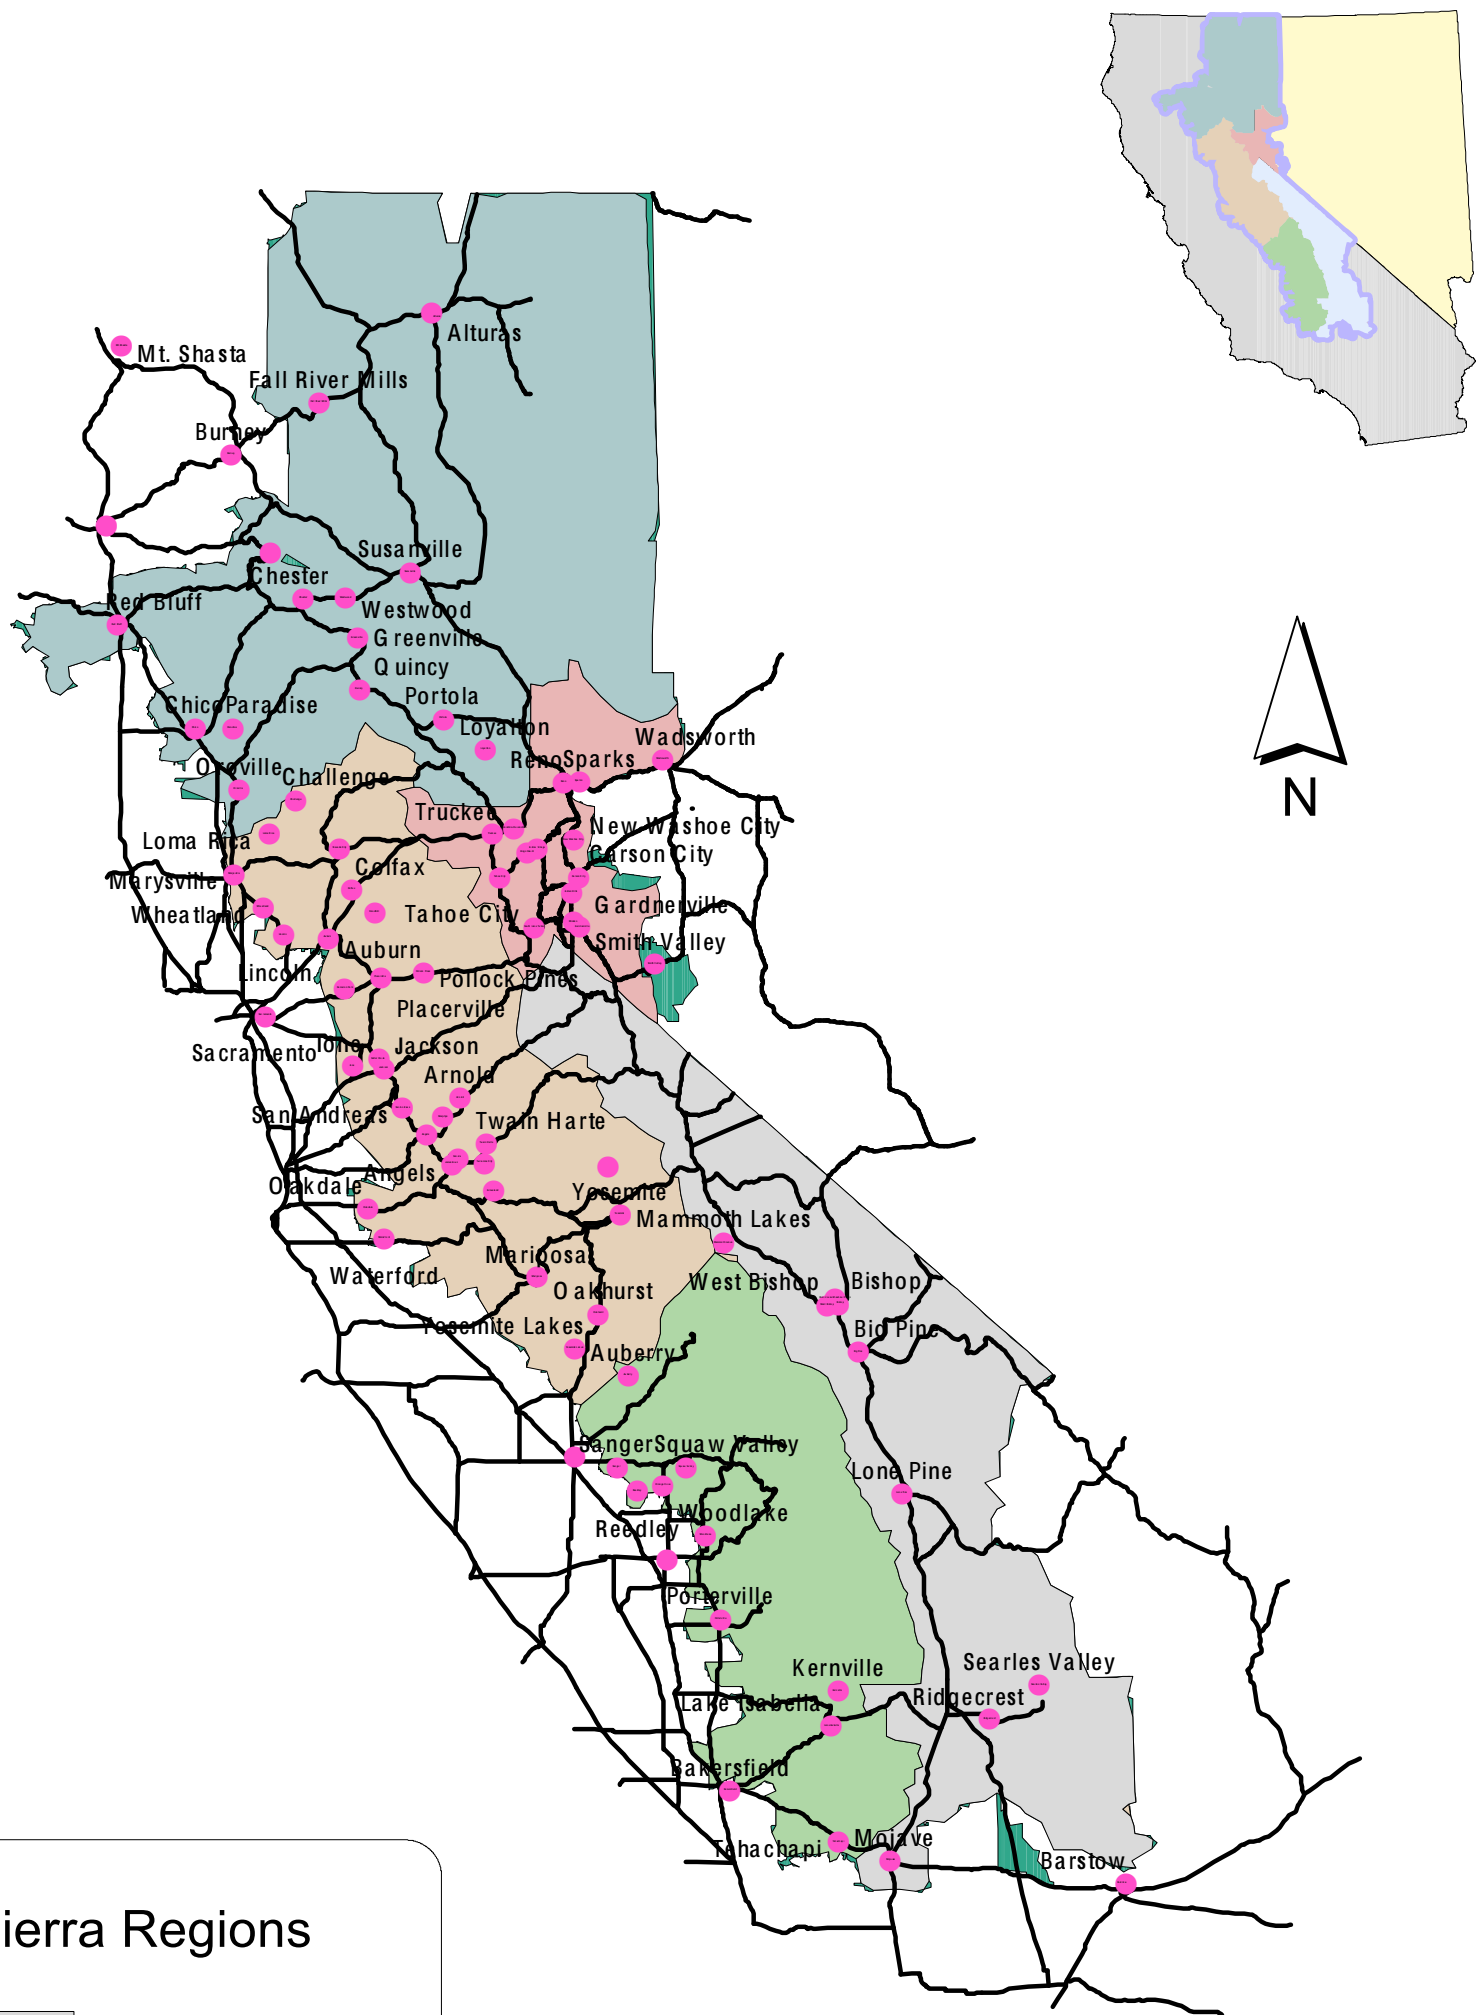 Alturas
Mt. Shasta
Fall River Mills
Burney
Susanville
Chester
Red Bluff
Westwood
Greenville
Quincy
Portola
Chico
Paradise
Loyalton
Wadsworth
Reno
Sparks
Oroville
Challenge
Truckee
New Washoe City
Loma Rica
Carson City
Colfax
Marysville
Wheatland
Tahoe City
Gardnerville
Smith Valley
Auburn
Lincoln
Pollock Pines
Placerville
Sacramento
Ione
Jackson
Arnold
San Andreas
Twain Harte
Angels
Oakdale
Yosemite
Mammoth Lakes
Mariposa
Waterford
Oakhurst
West Bishop
Bishop
Yosemite Lakes
Big Pine
Auberry
Sanger
Squaw Valley
Lone Pine
Woodlake
Reedley
Porterville
Kernville
Searles Valley
Lake Isabella
Ridgecrest
Bakersfield
Tehachapi
Mojave
Barstow
N
ierra Regions